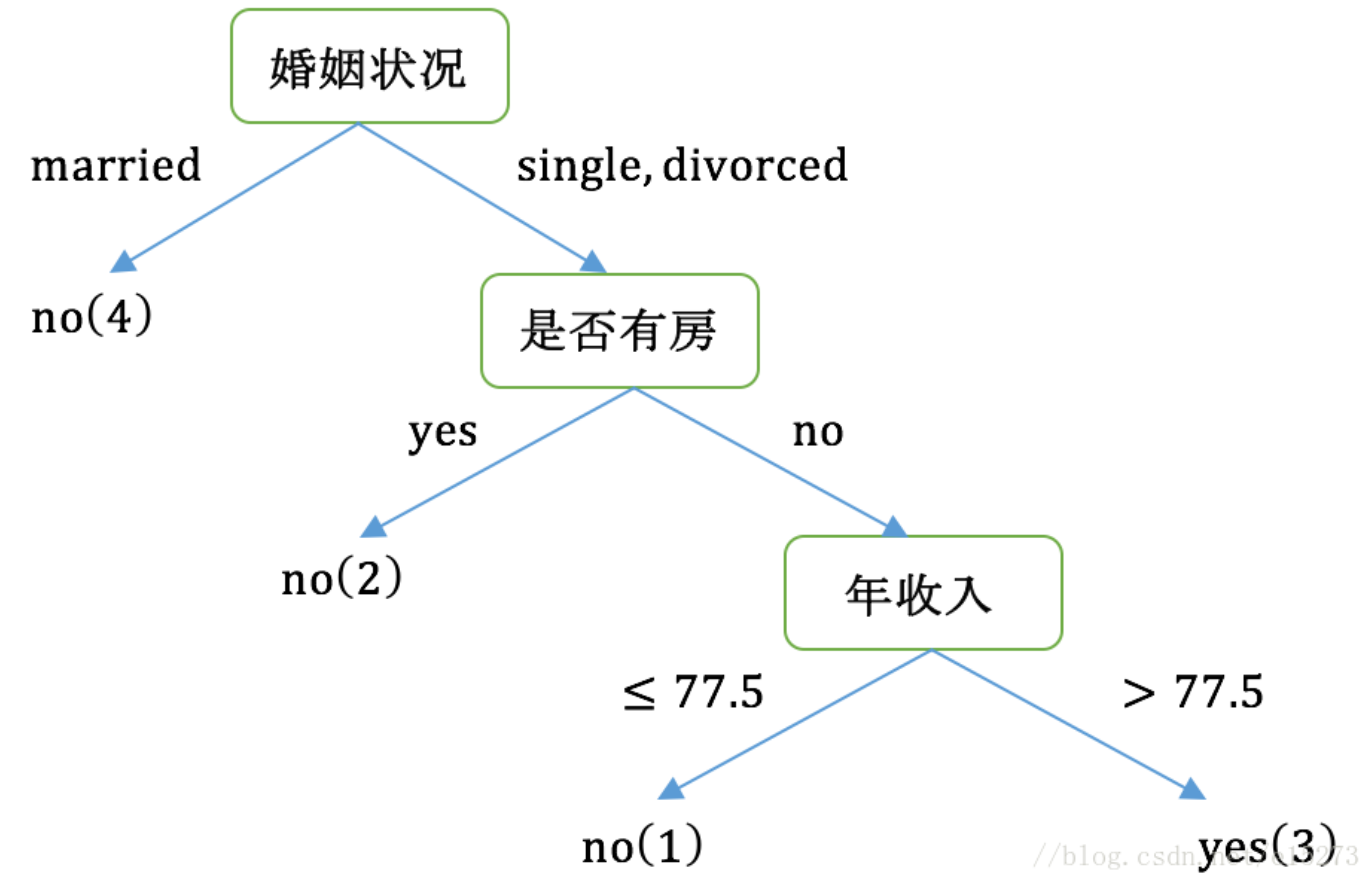 婚姻状况
married
single, divorced
no(4)
是否有房
yes
no
no(2)
年收入
≤ 77.5
> 77.5
no(1)
yes(3)